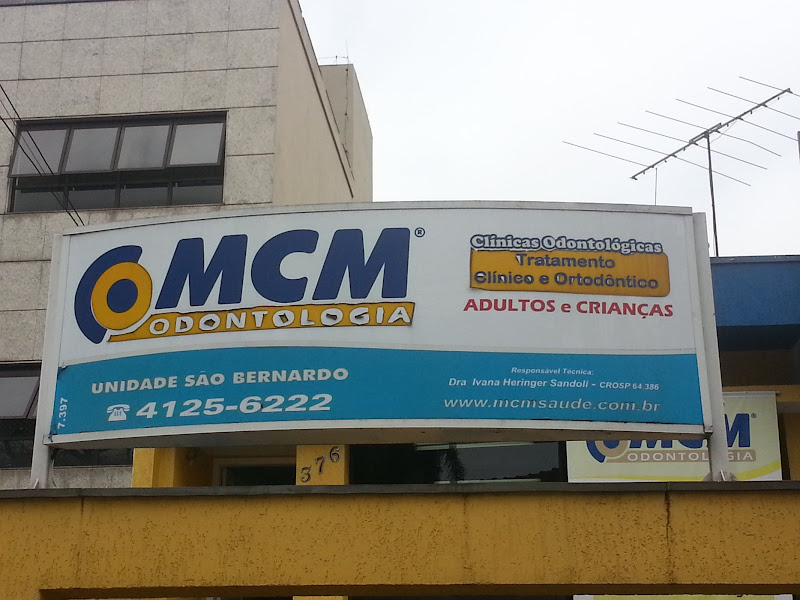 MCM®
ODONTOLOGIA
Clínicas Odontológicas
Tratamento
Clínico e Ortodôntico
ADULTOS e CRIANÇAS
UNIDADE SÃO BERNARDO
4125-6222
7.397
Responsável Técnica:
Dra Ivana Heringer Sandoli - CROSP 64.386
www.mcmsaude.com.br
376
MCM®
ODONTOLOGIA